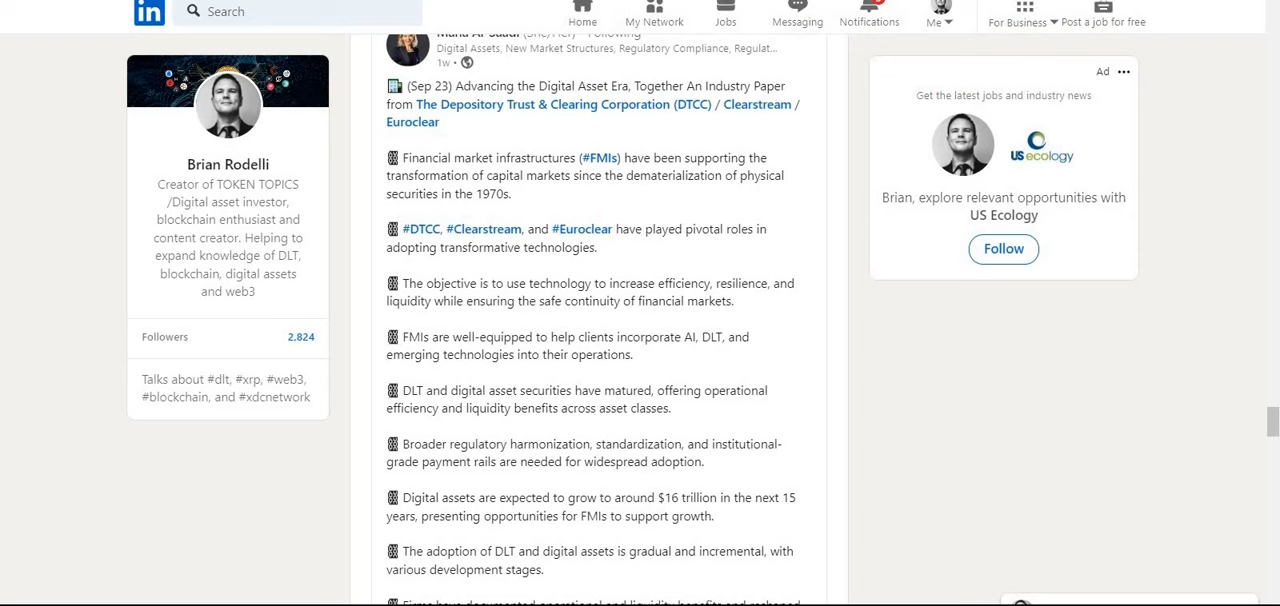 in
Search
Home
My Network
Jobs
Messaging
Notifications
Me
For Business
Post a job for free
Brian Rodelli
Creator of TOKEN TOPICS
/Digital asset investor,
blockchain enthusiast and
content creator. Helping to
expand knowledge of DLT,
blockchain, digital assets
and web3
Followers 2,824
Talks about #dlt, #xrp, #web3,
#blockchain, and #xdcnetwork
Digital Assets, New Market Structures, Regulatory Compliance, Regulat...
1w •
(Sep 23) Advancing the Digital Asset Era, Together An Industry Paper
from The Depository Trust & Clearing Corporation (DTCC) / Clearstream /
Euroclear
Financial market infrastructures (#FMIs) have been supporting the
transformation of capital markets since the dematerialization of physical
securities in the 1970s.
#DTCC, #Clearstream, and #Euroclear have played pivotal roles in
adopting transformative technologies.
The objective is to use technology to increase efficiency, resilience, and
liquidity while ensuring the safe continuity of financial markets.
FMIs are well-equipped to help clients incorporate AI, DLT, and
emerging technologies into their operations.
DLT and digital asset securities have matured, offering operational
efficiency and liquidity benefits across asset classes.
Broader regulatory harmonization, standardization, and institutional-
grade payment rails are needed for widespread adoption.
Digital assets are expected to grow to around $16 trillion in the next 15
years, presenting opportunities for FMIs to support growth.
The adoption of DLT and digital assets is gradual and incremental, with
various development stages.
Ad
Get the latest jobs and industry news
US ecology
Brian, explore relevant opportunities with
US Ecology
Follow